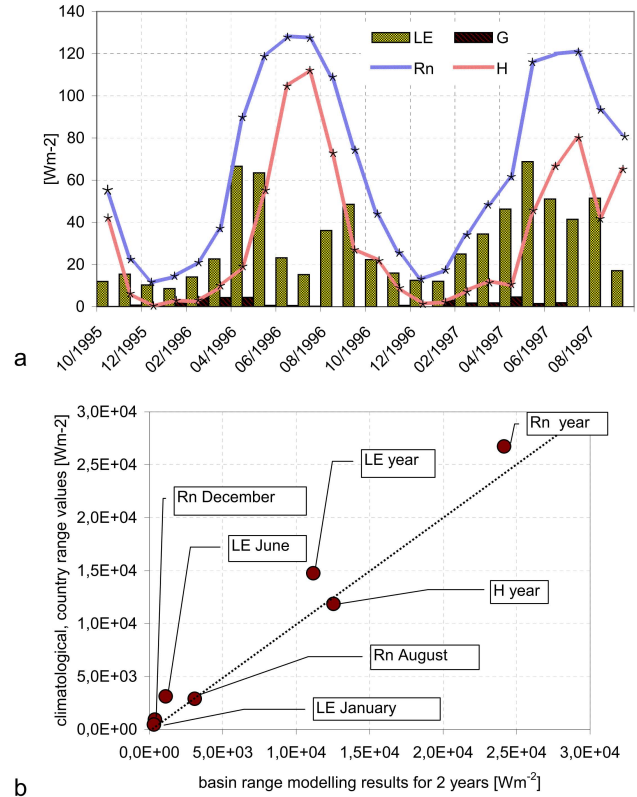 a
140
120
100
80
60
40
20
0
[Wm-2]
LE
G
Rn
H
10/1995
12/1995
02/1996
04/1996
06/1996
08/1996
10/1996
12/1996
02/1997
04/1997
06/1997
08/1997
b
3,0E+04
2,5E+04
2,0E+04
1,5E+04
1,0E+04
5,0E+03
0,0E+00
climatological, country range values [Wm-2]
Rn year
LE year
Rn December
LE June
H year
Rn August
LE January
0,0E+00
5,0E+03
1,0E+04
1,5E+04
2,0E+04
2,5E+04
3,0E+04
basin range modelling results for 2 years [Wm-2]